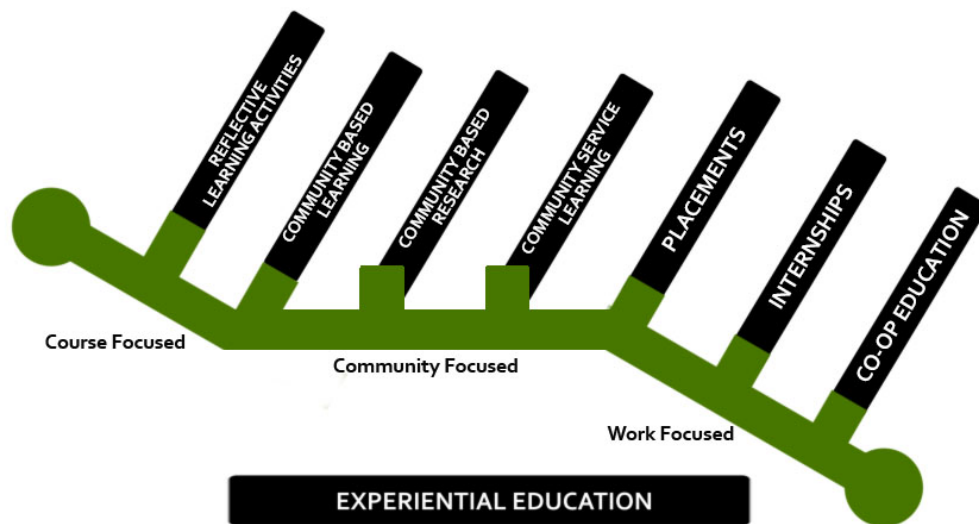 REFLECTIVE
LEARNING ACTIVITIES
COMMUNITY BASED
LEARNING
COMMUNITY BASED
RESEARCH
COMMUNITY SERVICE
LEARNING
PLACEMENTS
INTERNSHIPS
CO-OP EDUCATION
Course Focused
Community Focused
Work Focused
EXPERIENTIAL EDUCATION